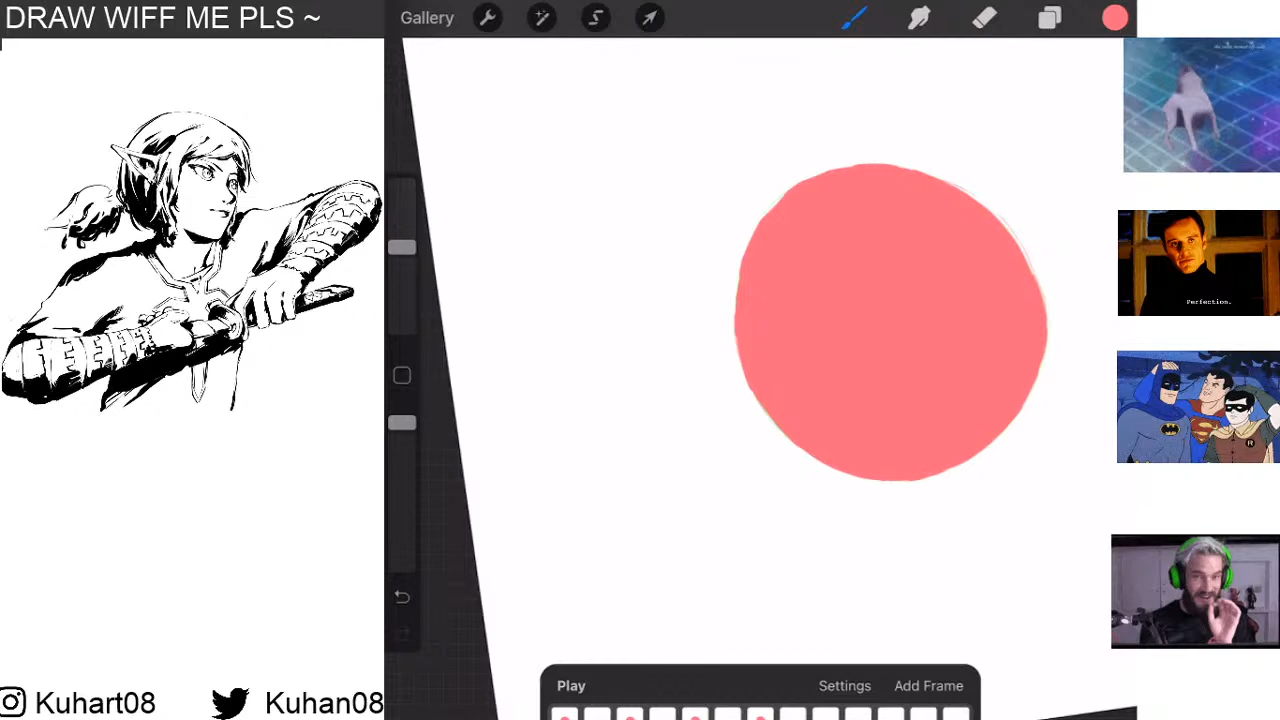 DRAW WIFF ME PLS ~
Gallery
Perfection.
R
Play
Settings
Add Frame
Kuhart08
Kuhan08